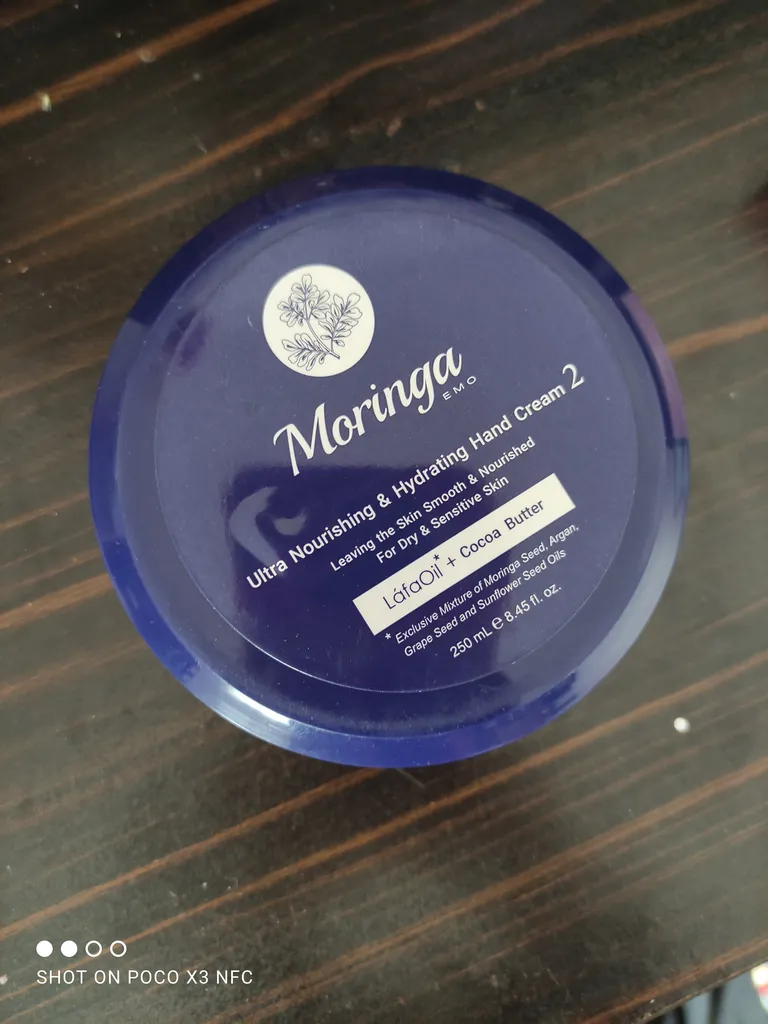 Moringa
EMO
Ultra Nourishing & Hydrating Hand Cream 2
Leaving the Skin Smooth & Nourished
For Dry & Sensitive Skin
LáfaOil* + Cocoa Butter
* Exclusive Mixture of Moringa Seed, Argan,
Grape Seed and Sunflower Seed Oils
250 mL ℮ 8.45 fl. oz.
SHOT ON POCO X3 NFC